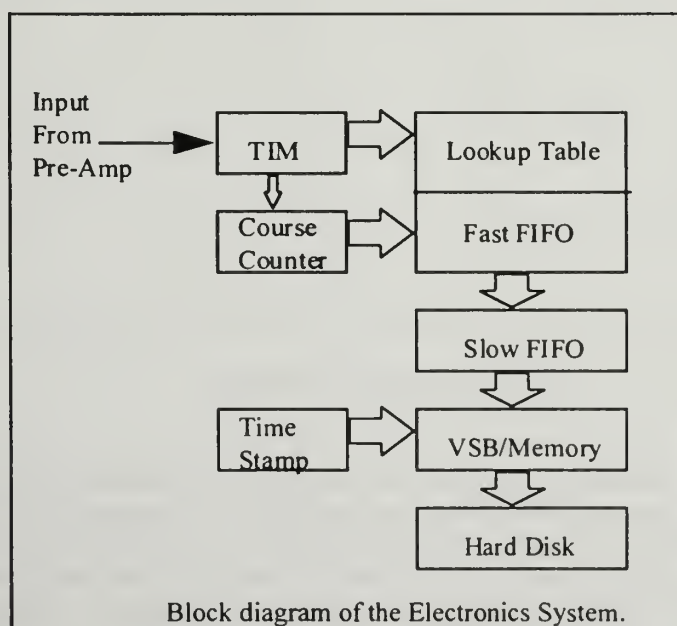 Input
From
Pre-Amp
TIM
Lookup Table
Course
Counter
Fast FIFO
Slow FIFO
Time
Stamp
VSB/Memory
Hard Disk
Block diagram of the Electronics System.